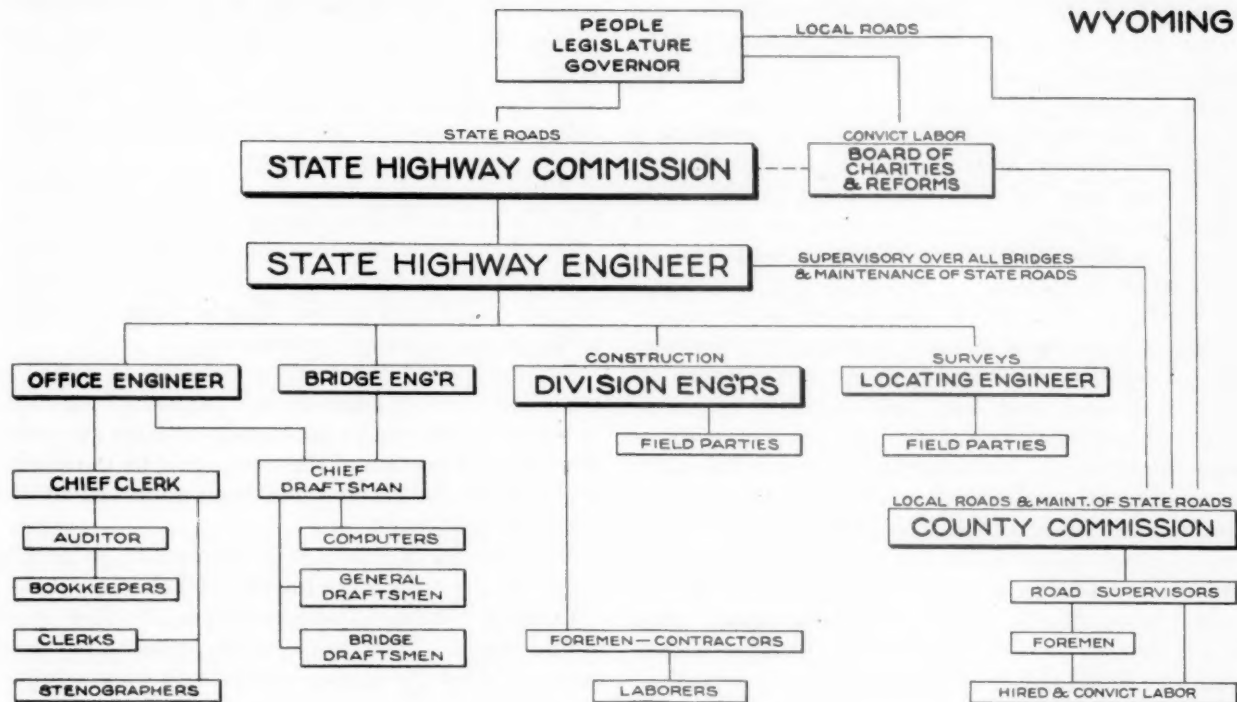 WYOMING
PEOPLE
LEGISLATURE
GOVERNOR
LOCAL ROADS
STATE ROADS
STATE HIGHWAY COMMISSION
CONVICT LABOR
BOARD OF
CHARITIES
& REFORMS
STATE HIGHWAY ENGINEER
SUPERVISORY OVER ALL BRIDGES
& MAINTENANCE OF STATE ROADS
OFFICE ENGINEER
BRIDGE ENG'R
CONSTRUCTION
DIVISION ENG'RS
SURVEYS
LOCATING ENGINEER
FIELD PARTIES
FIELD PARTIES
CHIEF CLERK
CHIEF
DRAFTSMAN
LOCAL ROADS & MAINT. OF STATE ROADS
COUNTY COMMISSION
AUDITOR
COMPUTERS
BOOKKEEPERS
GENERAL
DRAFTSMEN
ROAD SUPERVISORS
CLERKS
BRIDGE
DRAFTSMEN
FOREMEN—CONTRACTORS
FOREMEN
STENOGRAPHERS
LABORERS
HIRED & CONVICT LABOR